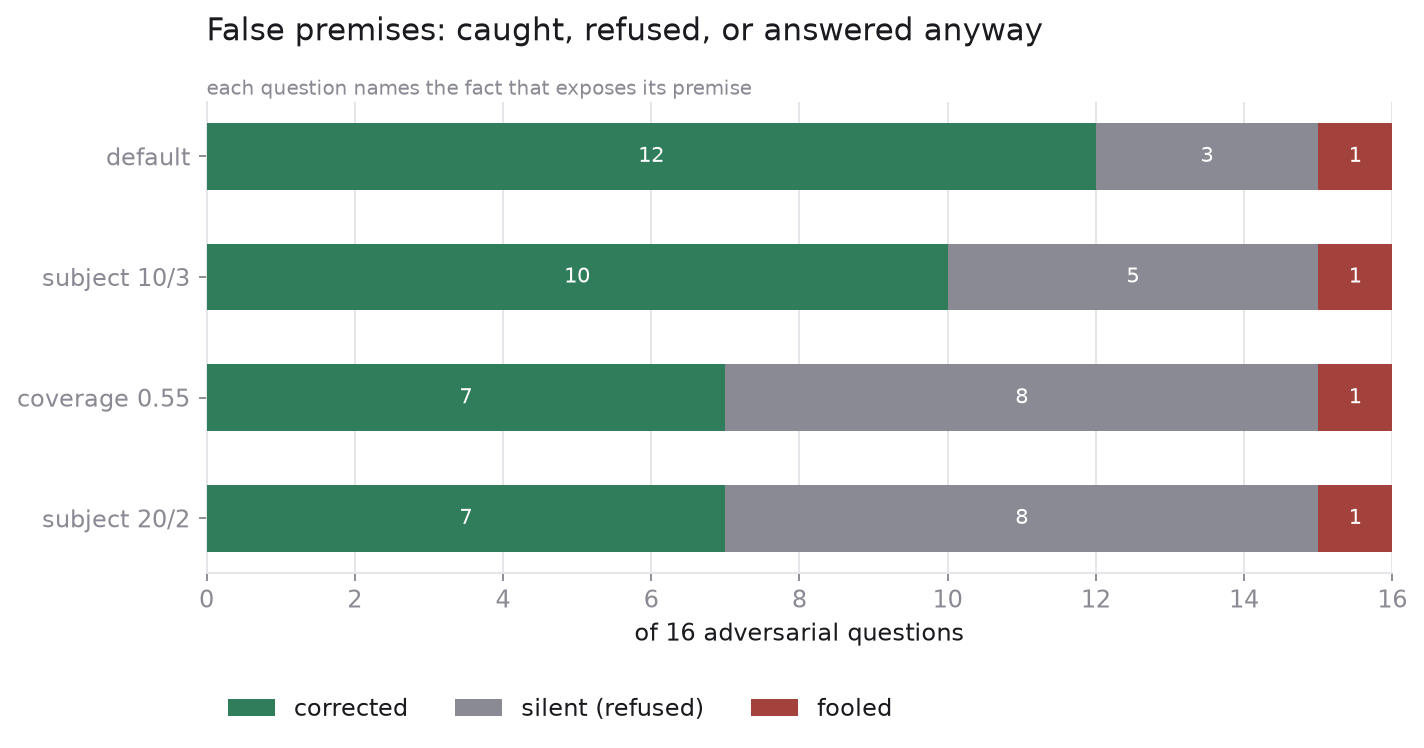 False premises: caught, refused, or answered anyway
each question names the fact that exposes its premise
default 12 3 1
subject 10/3 10 5 1
coverage 0.55 7 8 1
subject 20/2 7 8 1
0 2 4 6 8 10 12 14 16
of 16 adversarial questions
corrected silent (refused) fooled